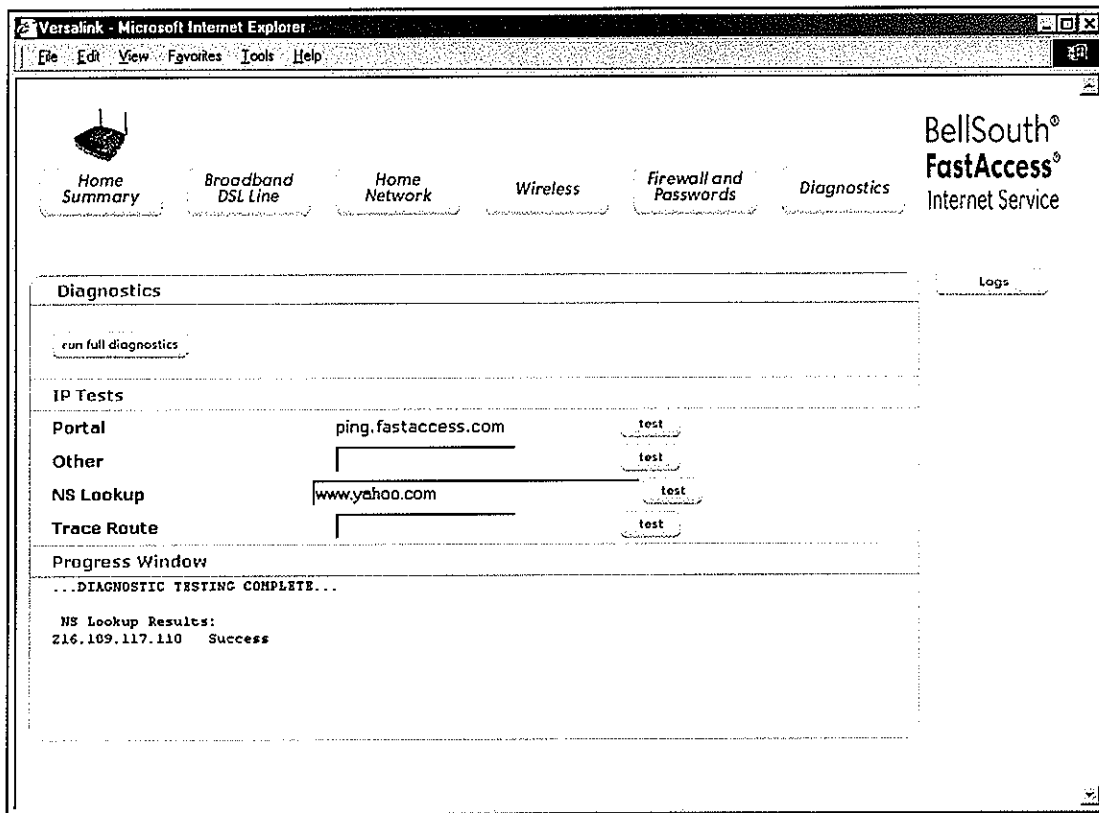 Versalink - Microsoft Internet Explorer
File Edit View Favorites Tools Help
BellSouth®
FastAccess®
Internet Service
Home Summary
Broadband DSL Line
Home Network
Wireless
Firewall and Passwords
Diagnostics
Logs
Diagnostics
run full diagnostics
IP Tests
Portal ping.fastaccess.com test
Other test
NS Lookup www.yahoo.com test
Trace Route test
Progress Window
...DIAGNOSTIC TESTING COMPLETE...
NS Lookup Results:
216.109.117.110 Success